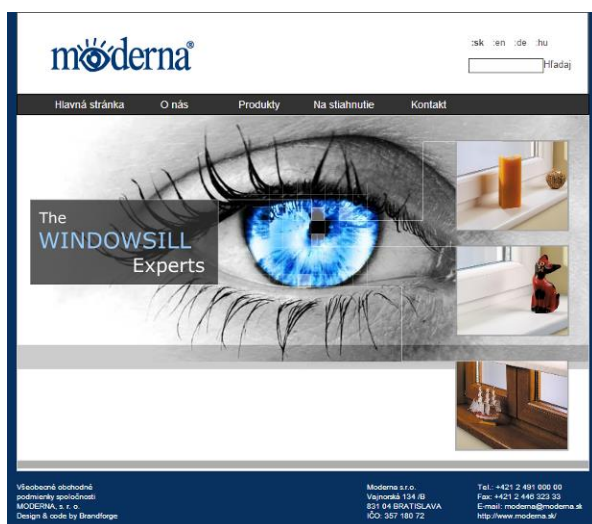 möderna®
:sk :en :de :hu
Hľadaj
Hlavná stránka O nás Produkty Na stiahnutie Kontakt
The
WINDOWSILL
Experts
Všeobecné obchodné
podmienky spoločnosti
MODERNA, s. r. o.
Design & code by Brandforge
Moderna s.r.o.
Vajnorská 134 /B
831 04 BRATISLAVA
IČO: 357 180 72
Tel.: +421 2 491 000 00
Fax: +421 2 446 323 33
E-mail: moderna@moderna.sk
http://www.moderna.sk/